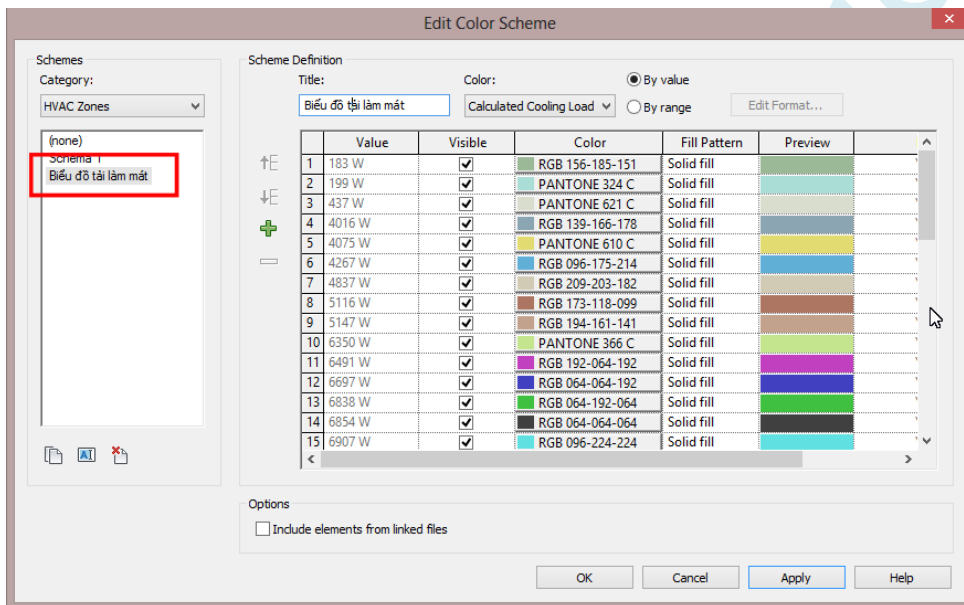 Edit Color Scheme
Schemes
Category:
HVAC Zones
(none)
Schema 1
Biểu đồ tải làm mát
Scheme Definition
Title:
Biểu đồ tải làm mát
Color:
Calculated Cooling Load
By value
By range
Edit Format...
Value Visible Color Fill Pattern Preview
1 183 W RGB 156-185-151 Solid fill
2 199 W PANTONE 324 C Solid fill
3 437 W PANTONE 621 C Solid fill
4 4016 W RGB 139-166-178 Solid fill
5 4075 W PANTONE 610 C Solid fill
6 4267 W RGB 096-175-214 Solid fill
7 4837 W RGB 209-203-182 Solid fill
8 5116 W RGB 173-118-099 Solid fill
9 5147 W RGB 194-161-141 Solid fill
10 6350 W PANTONE 366 C Solid fill
11 6491 W RGB 192-064-192 Solid fill
12 6697 W RGB 064-064-192 Solid fill
13 6838 W RGB 064-192-064 Solid fill
14 6854 W RGB 064-064-064 Solid fill
15 6907 W RGB 096-224-224 Solid fill
Options
Include elements from linked files
OK
Cancel
Apply
Help